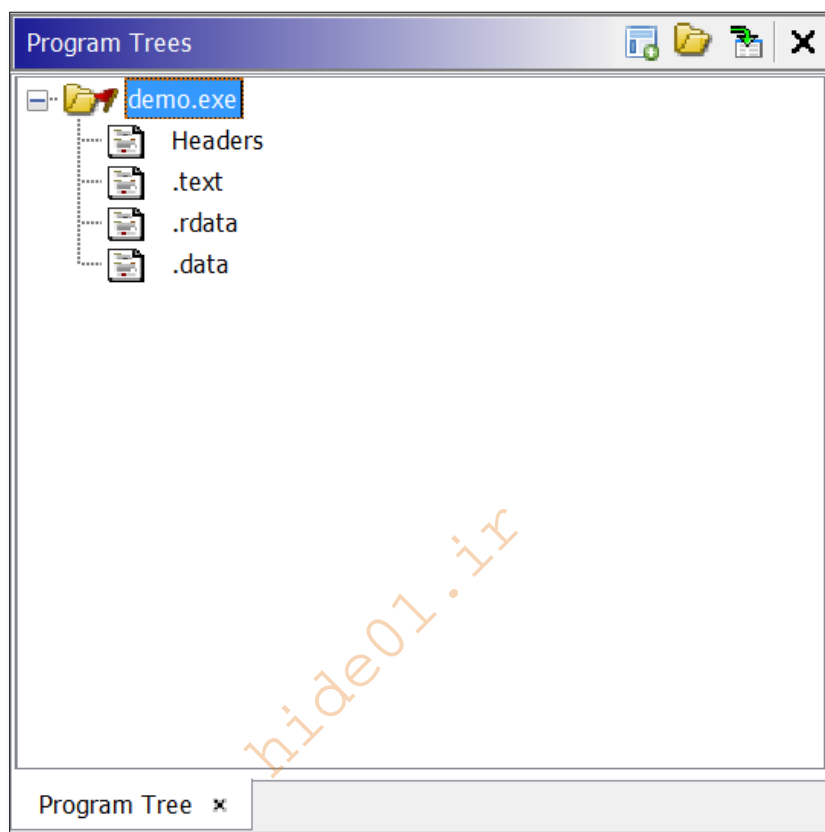 Program Trees
demo.exe
Headers
.text
.rdata
.data
hide01.ir
Program Tree